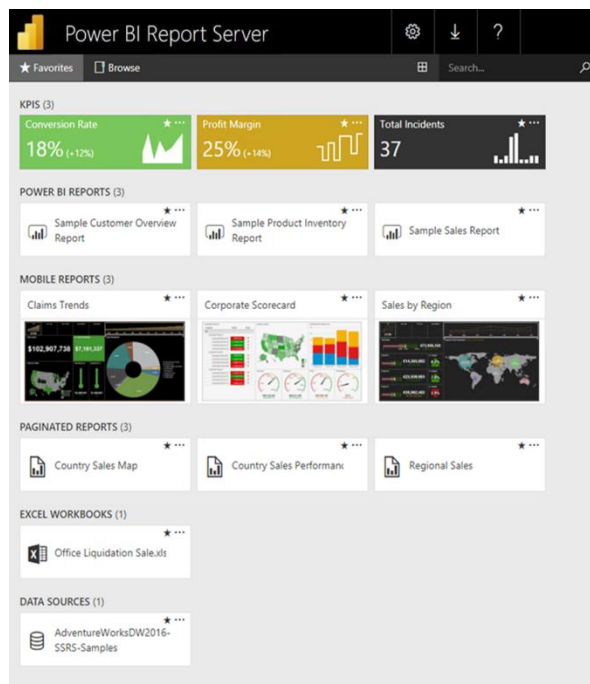 Power BI Report Server
?
Favorites Browse Search...
KPIS (3)
Conversion Rate
18% (+12%)
Profit Margin
25% (+14%)
Total Incidents
37
POWER BI REPORTS (3)
Sample Customer Overview
Report
Sample Product Inventory
Report
Sample Sales Report
MOBILE REPORTS (3)
Claims Trends
$102,907,738
Corporate Scorecard
Sales by Region
PAGINATED REPORTS (3)
Country Sales Map
Country Sales Performanc
Regional Sales
EXCEL WORKBOOKS (1)
Office Liquidation Sale.xls
DATA SOURCES (1)
AdventureWorksDW2016-
SSRS-Samples